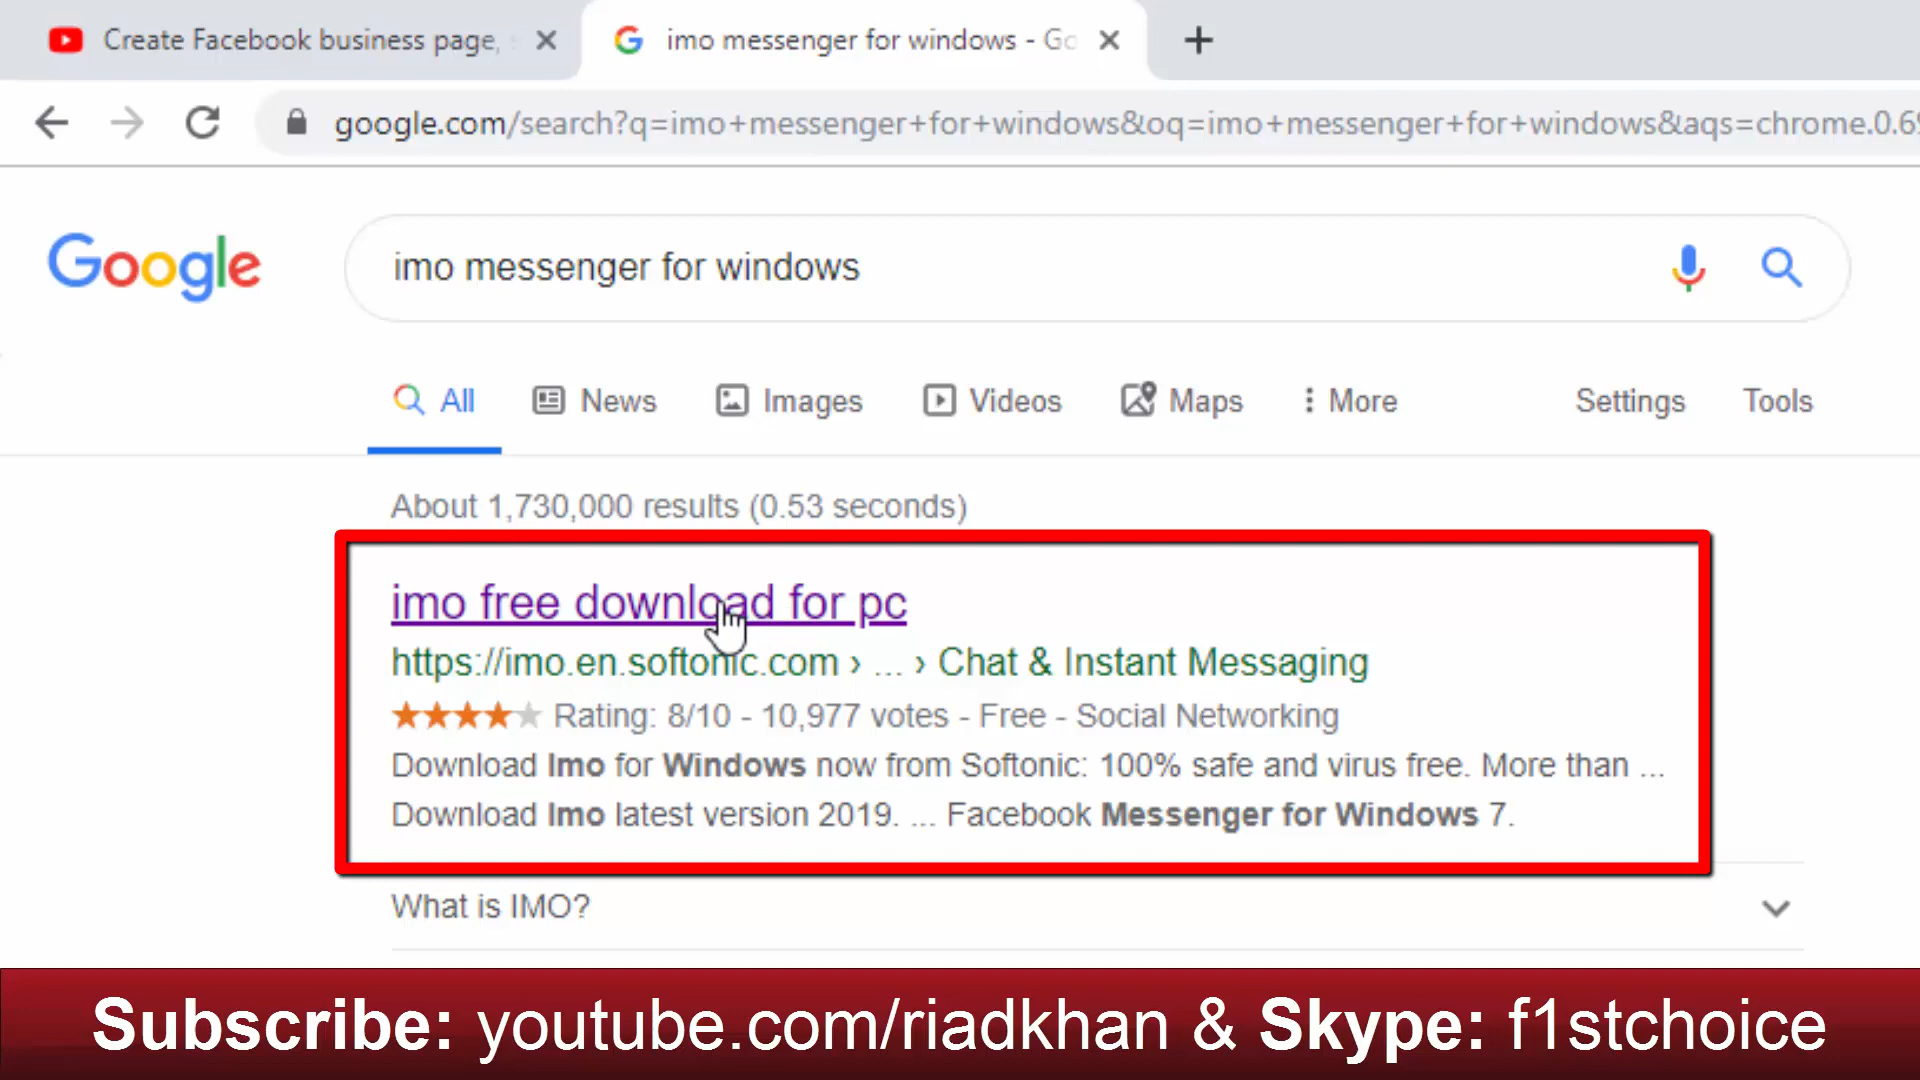 Create Facebook business page,
imo messenger for windows - Go
google.com/search?q=imo+messenger+for+windows&oq=imo+messenger+for+windows&aqs=chrome.0.69
Google
imo messenger for windows
All News Images Videos Maps More Settings Tools
About 1,730,000 results (0.53 seconds)
imo free download for pc
https://imo.en.softonic.com › ... › Chat & Instant Messaging
Rating: 8/10 - 10,977 votes - Free - Social Networking
Download Imo for Windows now from Softonic: 100% safe and virus free. More than ...
Download Imo latest version 2019. ... Facebook Messenger for Windows 7.
What is IMO?
Subscribe: youtube.com/riadkhan & Skype: f1stchoice